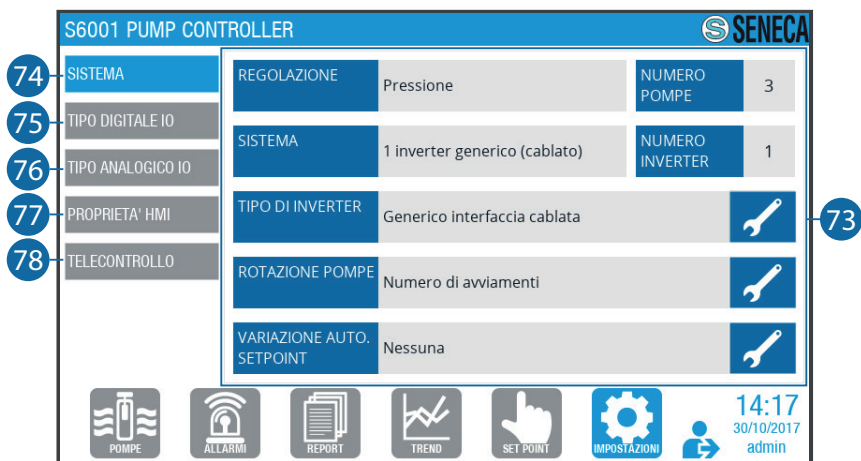 S6001 PUMP CONTROLLER
S SENECA
74
SISTEMA
75
TIPO DIGITALE IO
76
TIPO ANALOGICO IO
77
PROPRIETA' HMI
78
TELECONTROLLO
REGOLAZIONE
Pressione
NUMERO
POMPE
3
SISTEMA
1 inverter generico (cablato)
NUMERO
INVERTER
1
TIPO DI INVERTER
Generico interfaccia cablata
73
ROTAZIONE POMPE
Numero di avviamenti
VARIAZIONE AUTO.
SETPOINT
Nessuna
POMPE
ALLARMI
REPORT
TREND
SET POINT
IMPOSTAZIONI
14:17
30/10/2017
admin